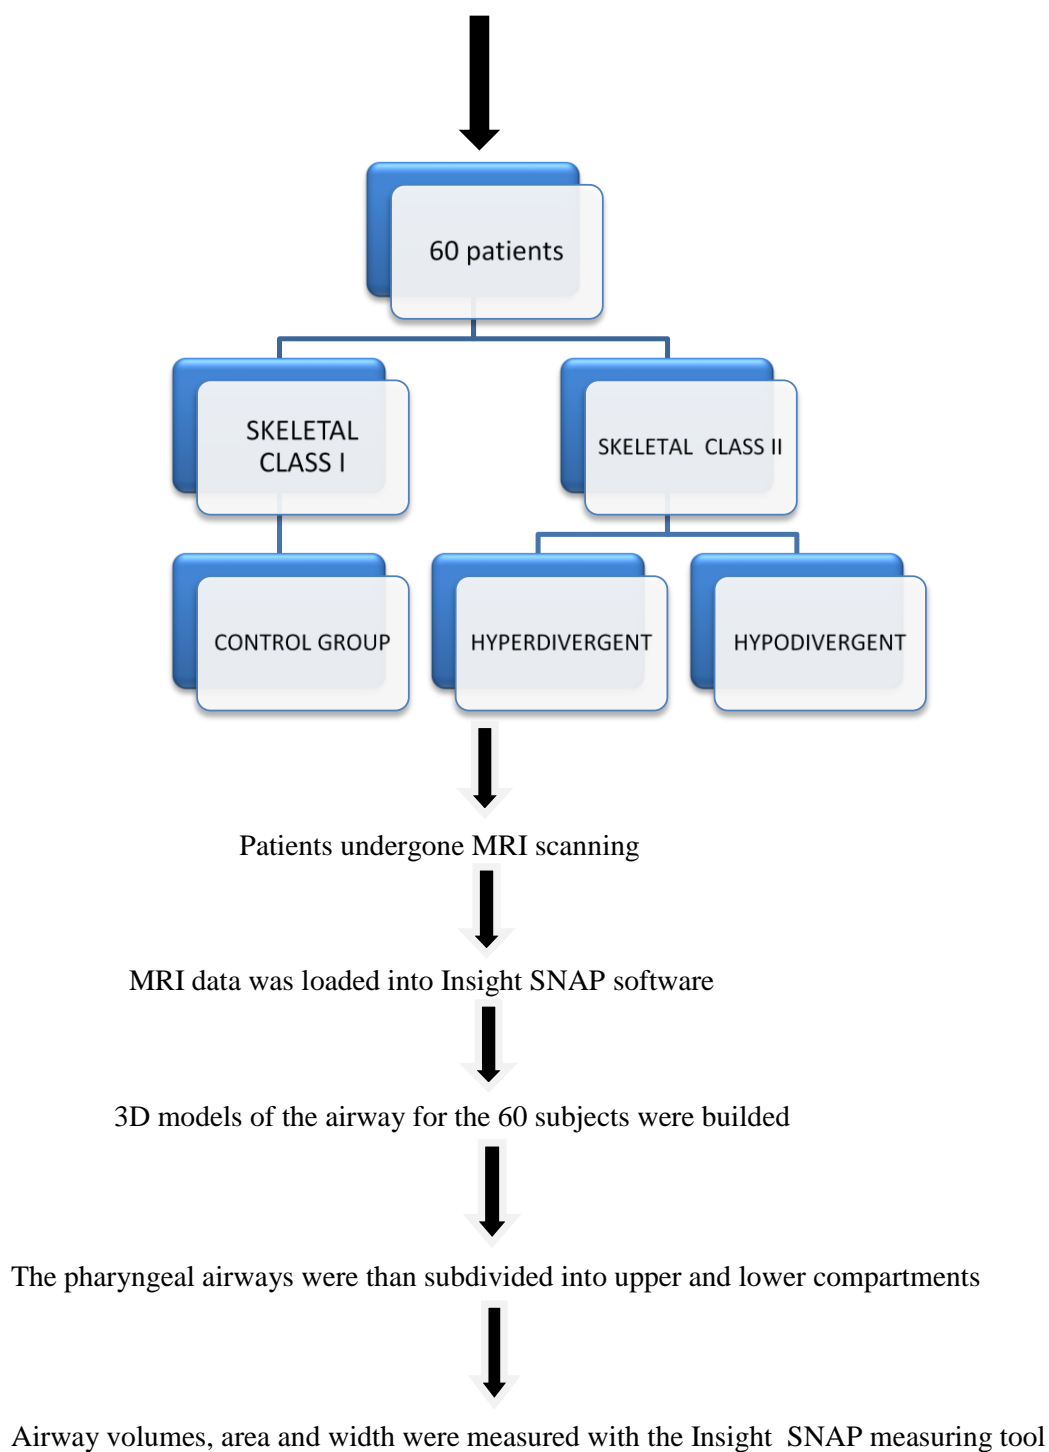 60 patients
SKELETAL
CLASS I
SKELETAL CLASS II
CONTROL GROUP
HYPERDIVERGENT
HYPODIVERGENT
Patients undergone MRI scanning
MRI data was loaded into Insight SNAP software
3D models of the airway for the 60 subjects were builded
The pharyngeal airways were than subdivided into upper and lower compartments
Airway volumes, area and width were measured with the Insight SNAP measuring tool